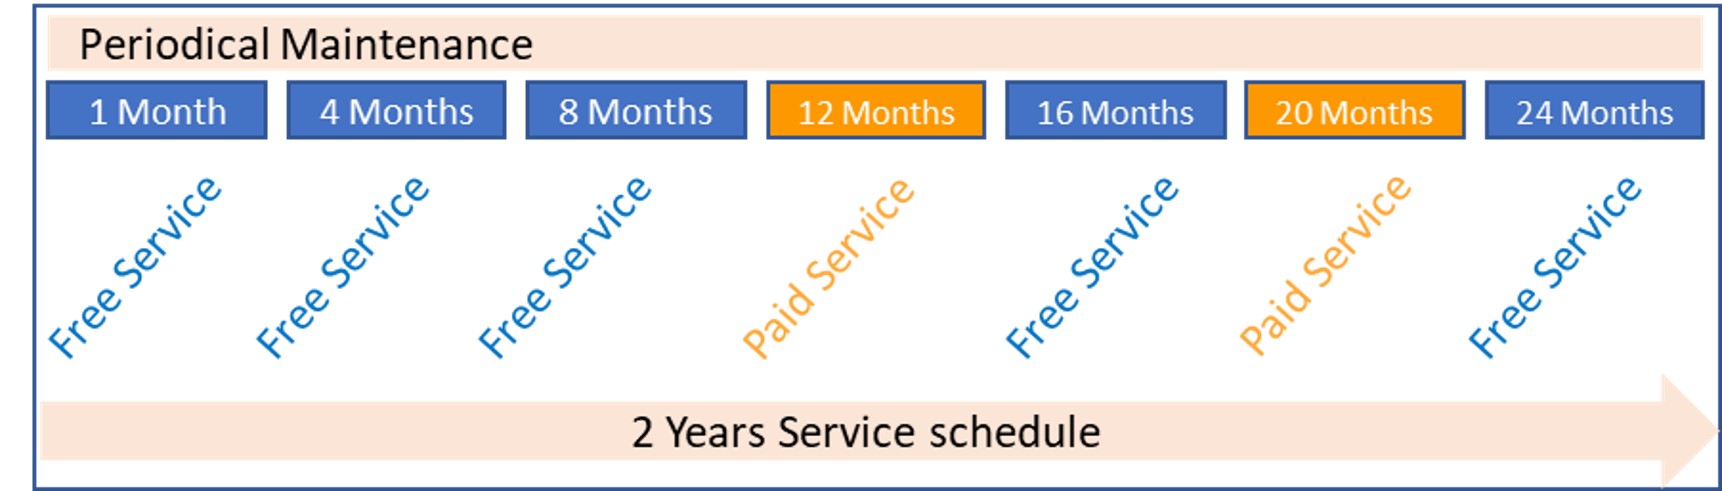 Periodical Maintenance
1 Month
4 Months
8 Months
12 Months
16 Months
20 Months
24 Months
Free Service
Free Service
Free Service
Paid Service
Free Service
Paid Service
Free Service
2 Years Service schedule